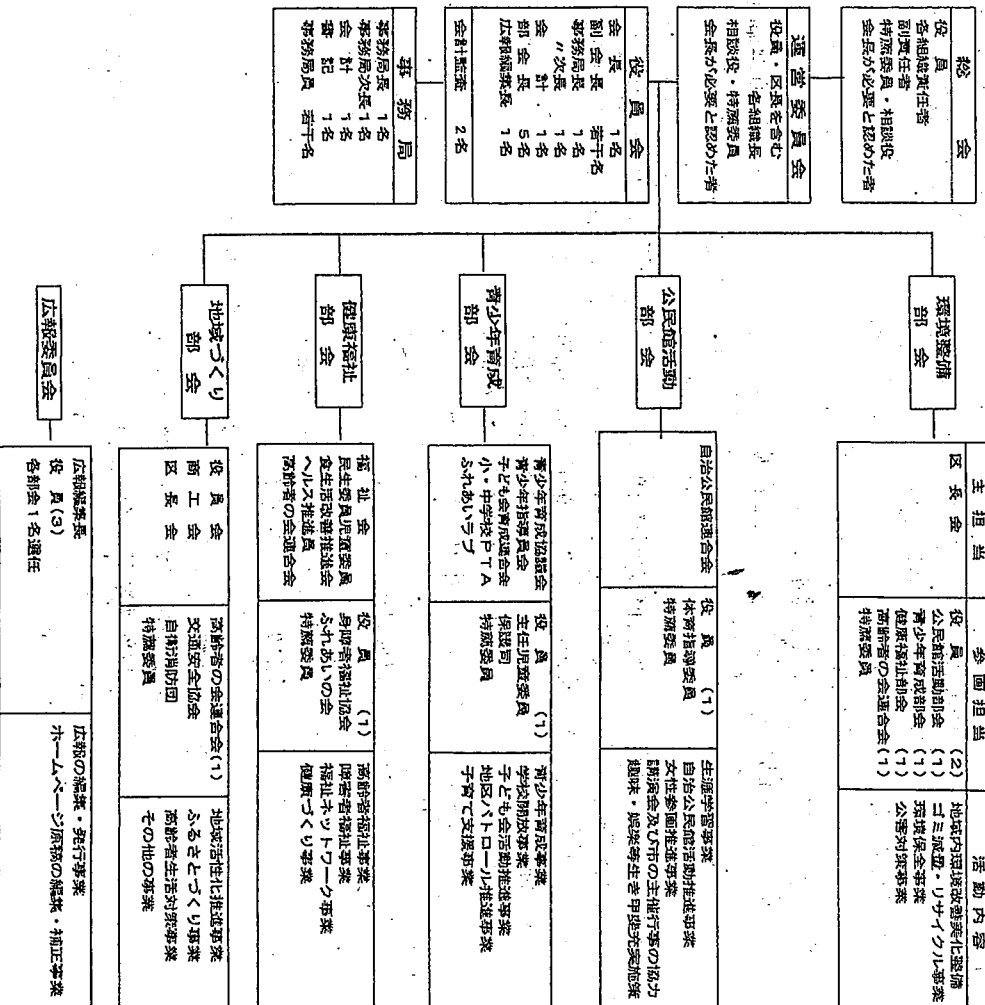 総会
役員
各組織責任者
副責任者
特薦委員・相談役
会長が必要と認めた者
運営委員会
役員・区長を含む
各組織長
相談役・特薦委員
会長が必要と認めた者
役員会
会長 1名
副会長 若干名
事務局長 1名
〃次長 1名
会計 1名
部会長 5名
広報編集長 1名
会計監査 2名
事務局
事務局長 1名
事務局次長 1名
会計 1名
書記 1名
事務局員 若干名
主担当
参画担当
活動内容
環境整備
部会
区長会
役員 (2)
公民館活動部会 (1)
青少年育成部会 (1)
健康福祉部会 (1)
高齢者の会連合会(1)
特薦委員
地域内環境改善美化整備
ゴミ減量・リサイクル事業
環境保全事業
公害対策事業
公民館活動
部会
自治公民館連合会
役員 (1)
体育指導委員
特薦委員
生涯学習事業
自治公民館活動推進事業
女性参画推進事業
講演会及び市の主催行事の協力
趣味・娯楽等生き甲斐充実施策
青少年育成
部会
青少年育成協議会
青少年指導員会
子ども会育成連合会
小・中学校PTA
ふれあいラブ
役員 (1)
主任児童委員
保護司
特薦委員
青少年育成事業
学校開放事業
子ども会活動推進事業
地区パトロール推進事業
子育て支援事業
健康福祉
部会
福祉会
民生委員児童委員
食生活改善推進会
ヘルス推進員
高齢者の会連合会
役員 (1)
身障者福祉協会
ふれあいの会
特薦委員
高齢者福祉事業、
障害者福祉事業
福祉ネットワーク事業
健康づくり事業
地域づくり
部会
役員会
商工会
区長会
高齢者の会連合会(1)
交通安全協会
自衛消防団
特薦委員
地域活性化推進事業
ふるさとづくり事業
高齢者生活対策事業
その他の事業
広報委員会
広報編集長
役員(3)
各部会1名選任
広報の編集・発行事業
ホームページ原稿の編集・補正事業